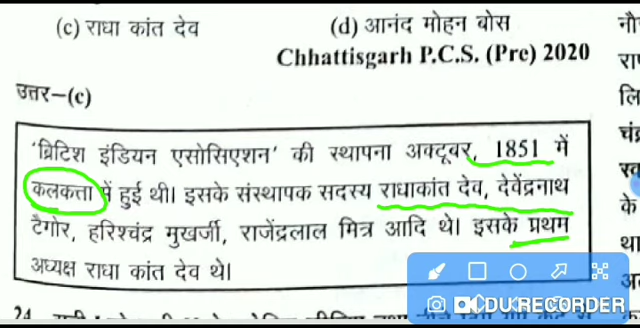 (c) राधा कांत देव
(d) आनंद मोहन बोस
Chhattisgarh P.C.S. (Pre) 2020
उत्तर–(c)
'ब्रिटिश इंडियन एसोसिएशन' की स्थापना अक्टूबर, 1851 में
कलकत्ता में हुई थी। इसके संस्थापक सदस्य राधाकांत देव, देवेंद्रनाथ
टैगोर, हरिश्चंद्र मुखर्जी, राजेंद्रलाल मित्र आदि थे। इसके प्रथम
अध्यक्ष राधा कांत देव थे।
24
DU RECORDER